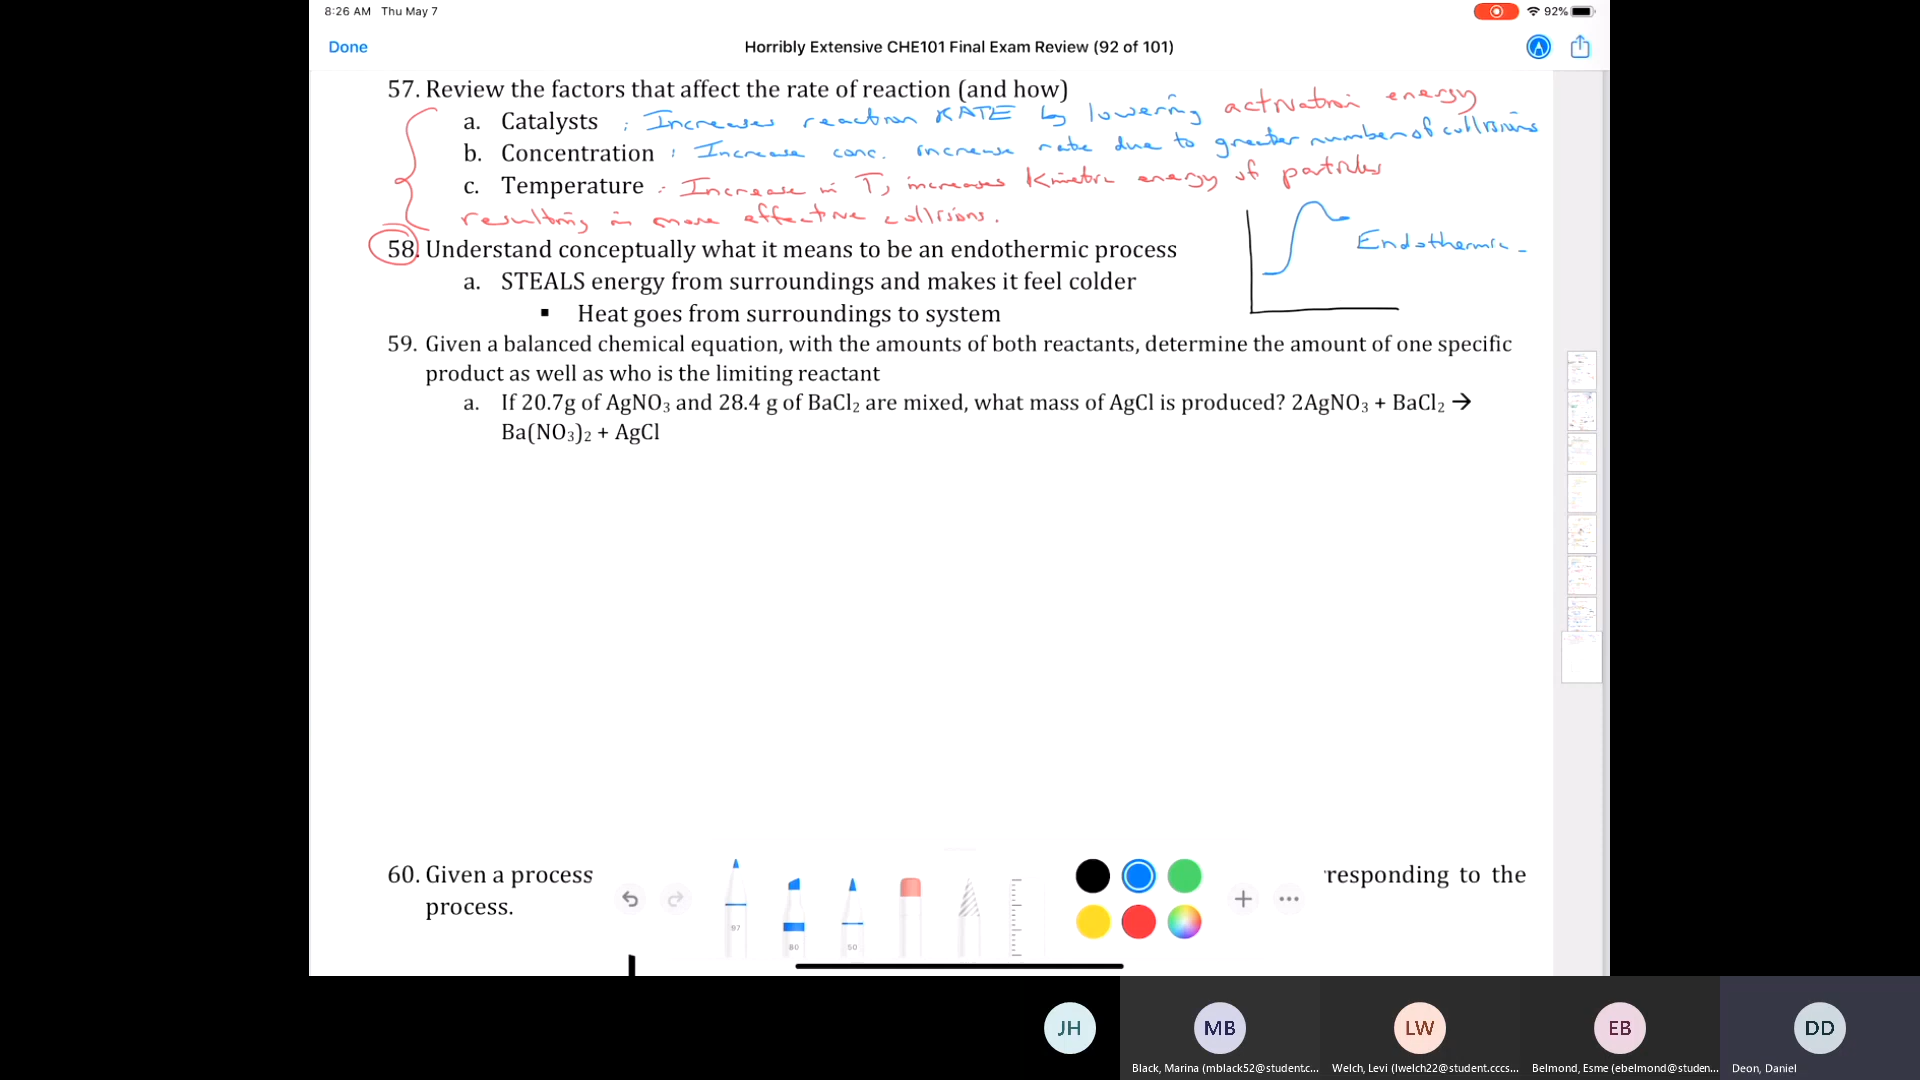 8:26 AM Thu May 7
92%
Done
Horribly Extensive CHE101 Final Exam Review (92 of 101)
57. Review the factors that affect the rate of reaction (and how)
a. Catalysts : Increases reaction RATE by lowering activation energy
b. Concentration : Increase conc. increase rate due to greater number of collisions
c. Temperature : Increase in T, increases Kinetic energy of particles
resulting in more effective collisions.
58. Understand conceptually what it means to be an endothermic process
Endothermic -
a. STEALS energy from surroundings and makes it feel colder
▪ Heat goes from surroundings to system
59. Given a balanced chemical equation, with the amounts of both reactants, determine the amount of one specific
product as well as who is the limiting reactant
a. If 20.7g of AgNO₃ and 28.4 g of BaCl₂ are mixed, what mass of AgCl is produced? 2AgNO₃ + BaCl₂ →
Ba(NO₃)₂ + AgCl
60. Given a process
responding to the
process.
97
80
50
JH
MB
LW
EB
DD
Black, Marina (mblack52@student.c...
Welch, Levi (lwelch22@student.cccs...
Belmond, Esme (ebelmond@studen...
Deon, Daniel